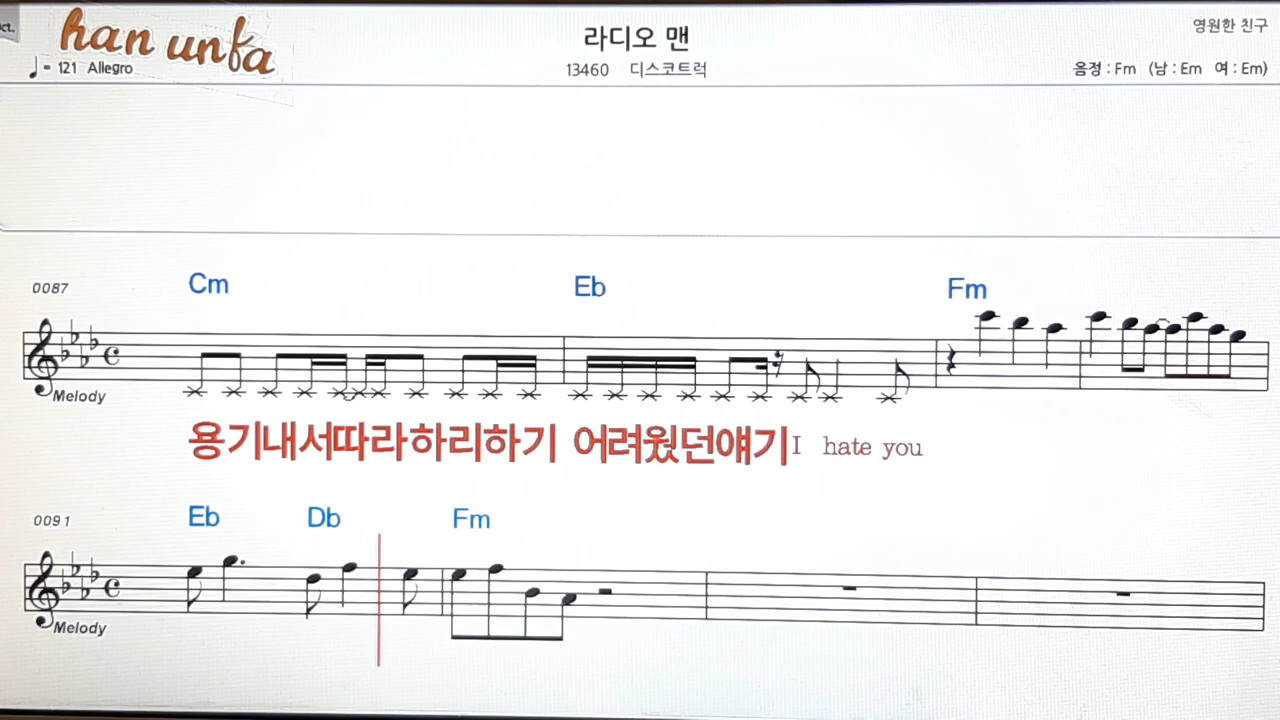 ct.
han unfa
라디오 맨
영원한 친구
♩= 121 Allegro
13460 디스코트럭
음정 : Fm (남 : Em 여 : Em)
0087
Cm Eb Fm
Melody
용기내서따라하리하기 어려웠던얘기I hate you
0091
Eb Db Fm
Melody